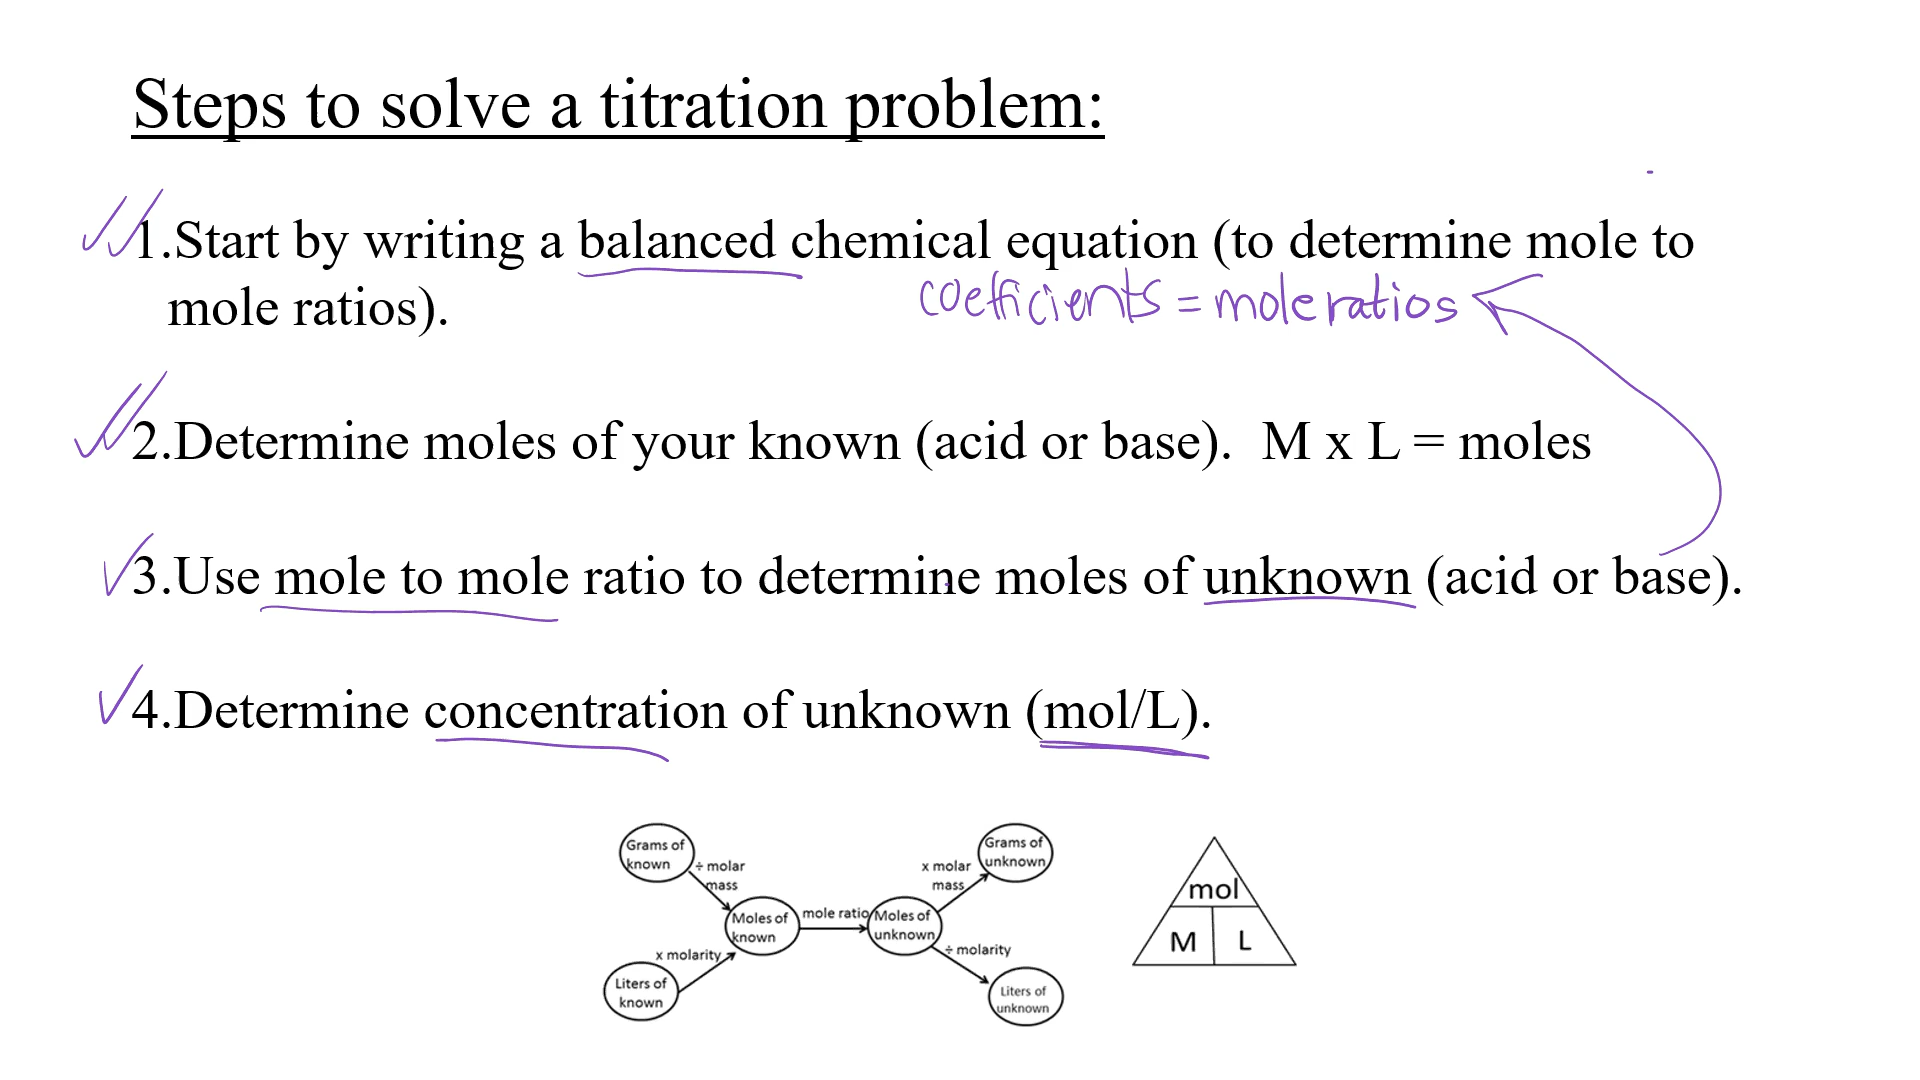 Steps to solve a titration problem:
1.Start by writing a balanced chemical equation (to determine mole to
mole ratios).
coefficients = mole ratios
2.Determine moles of your known (acid or base). M x L = moles
3.Use mole to mole ratio to determine moles of unknown (acid or base).
4.Determine concentration of unknown (mol/L).
Grams of
known
÷ molar
mass
Moles of
known
x molarity
Liters of
known
mole ratio
Moles of
unknown
x molar
mass
Grams of
unknown
÷ molarity
Liters of
unknown
mol
M L